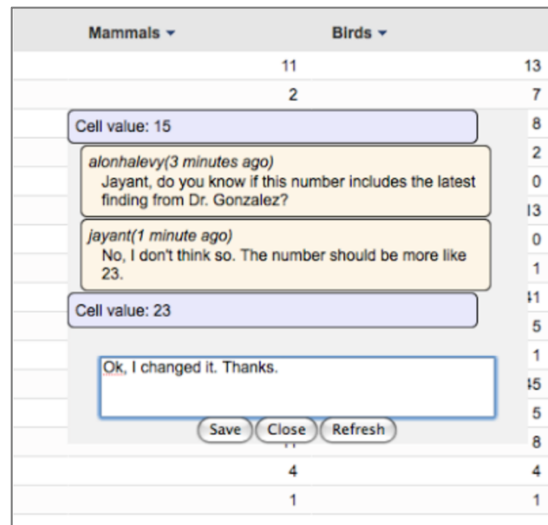 Mammals Birds
11 13
2 7
Cell value: 15 8
alonhalevy(3 minutes ago) 2
Jayant, do you know if this number includes the latest 0
finding from Dr. Gonzalez?
13
jayant(1 minute ago) 0
No, I don't think so. The number should be more like 1
23.
41
Cell value: 23
5
1
Ok, I changed it. Thanks.
45
5
Save Close Refresh
8
4 4
1 1